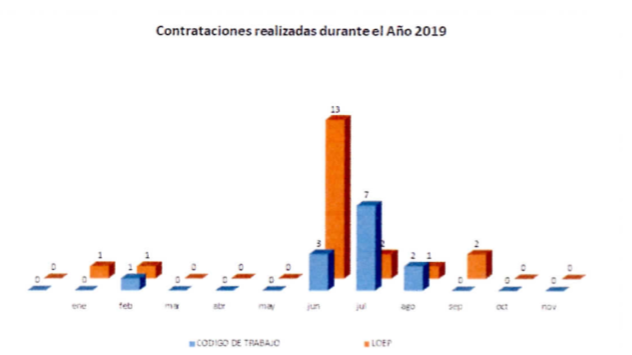 Contrataciones realizadas durante el Año 2019
13
7
3 2
0 0 1 1 1 0 0 0 0 0 0 2 1 2 0 0 0
0 0
ene feb mar abr may jun jul ago sep oct nov
CODIGO DE TRABAJO LOEP